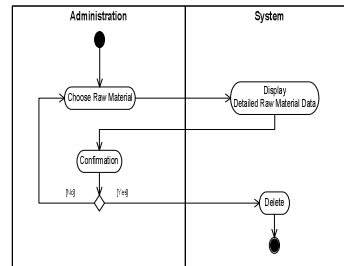 Administration
System
Choose Raw Material
Display
Detailed Raw Material Data
Confirmation
[No]
[Yes]
Delete